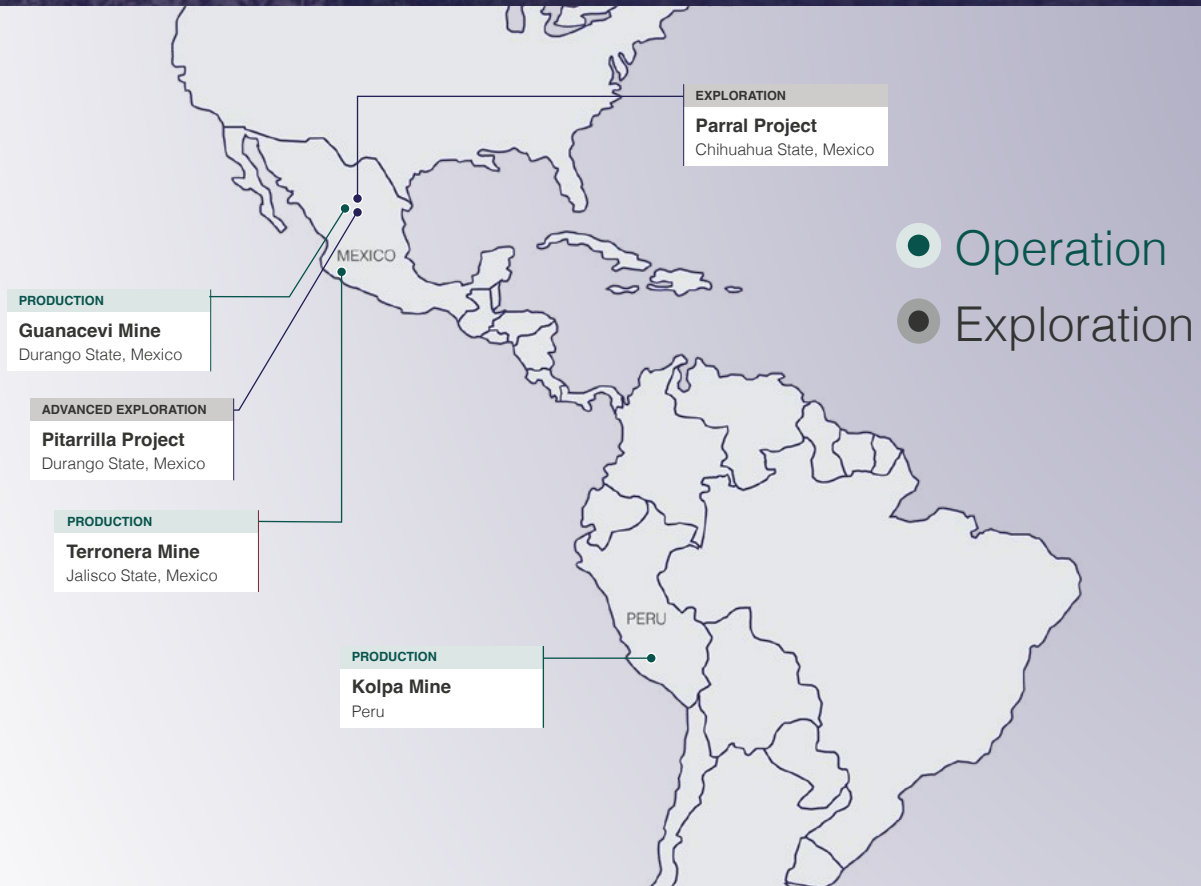 EXPLORATION
Parral Project
Chihuahua State, Mexico
Operation
Exploration
MEXICO
PRODUCTION
Guanacevi Mine
Durango State, Mexico
ADVANCED EXPLORATION
Pitarrilla Project
Durango State, Mexico
PRODUCTION
Terronera Mine
Jalisco State, Mexico
PERU
PRODUCTION
Kolpa Mine
Peru